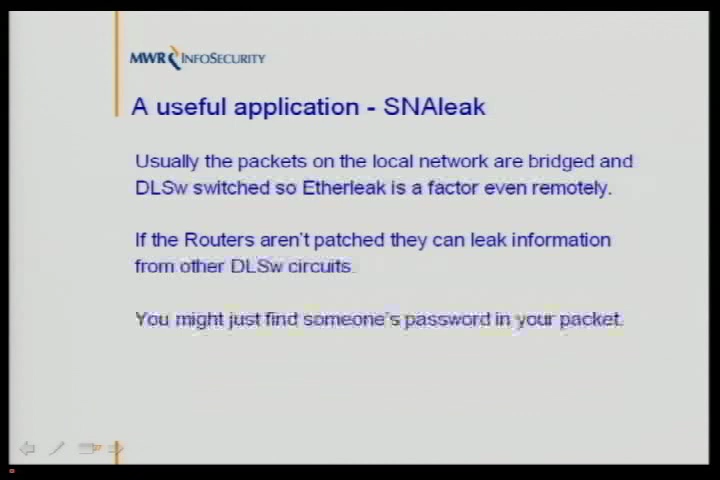 MWR INFOSECURITY
A useful application - SNAleak
Usually the packets on the local network are bridged and
DLSw switched so Etherleak is a factor even remotely.
If the Routers aren't patched they can leak information
from other DLSw circuits.
You might just find someone's password in your packet.